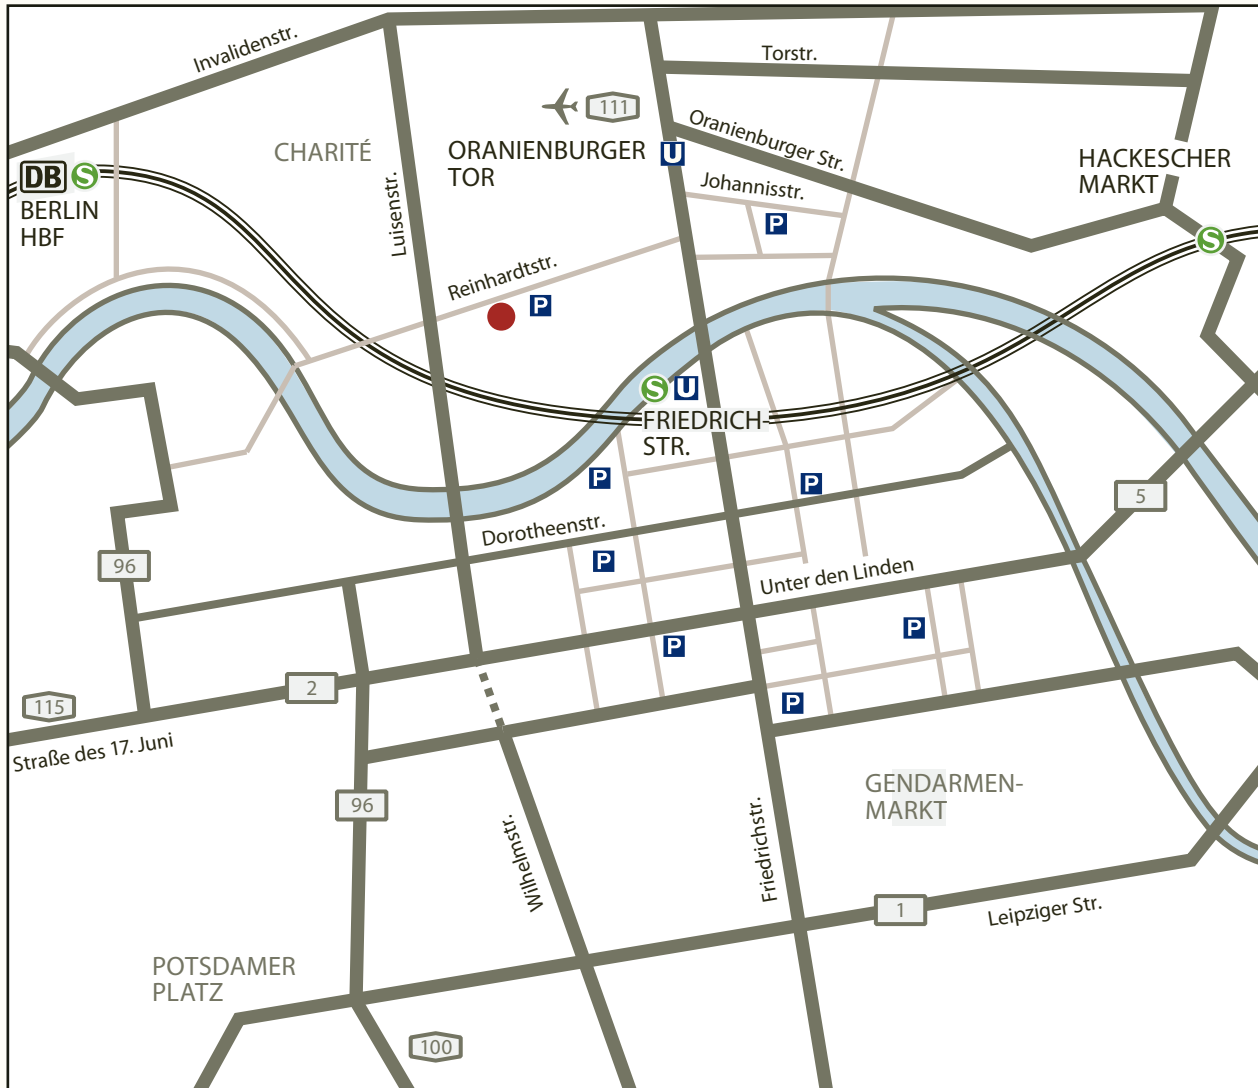 Invalidenstr.
Torstr.
111
Oranienburger Str.
CHARITÉ
ORANIENBURGER
TOR
U
HACKESCHER
MARKT
DB
S
BERLIN
HBF
Luisenstr.
Johannisstr.
P
S
Reinhardtstr.
P
S
U
FRIEDRICH-
STR.
P
P
5
Dorotheenstr.
P
96
Unter den Linden
P
P
2
115
P
Straße des 17. Juni
GENDARMEN-
MARKT
96
Wilhelmstr.
Friedrichstr.
1
Leipziger Str.
POTSDAMER
PLATZ
100